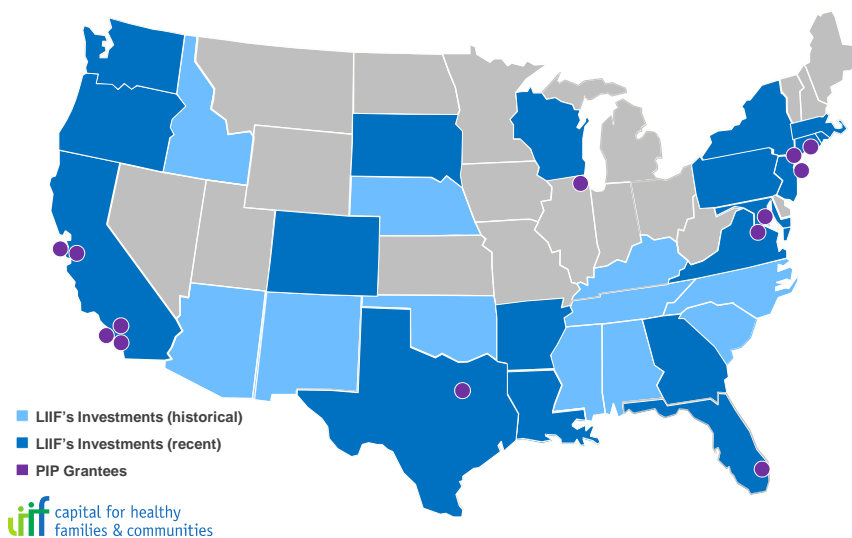 LIIF's Investments (historical)
LIIF's Investments (recent)
PIP Grantees
liif capital for healthy
families & communities